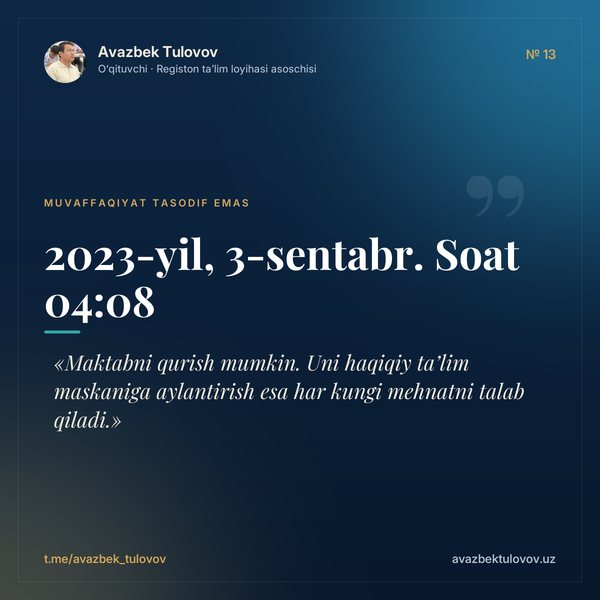 Avazbek Tulovov
O‘qituvchi · Registon ta’lim loyihasi asoschisi
№ 13
MUVAFFAQIYAT TASODIF EMAS
”
2023-yil, 3-sentabr. Soat
04:08
«Maktabni qurish mumkin. Uni haqiqiy ta’lim
maskaniga aylantirish esa har kungi mehnatni talab
qiladi.»
t.me/avazbek_tulovov
avazbektulovov.uz